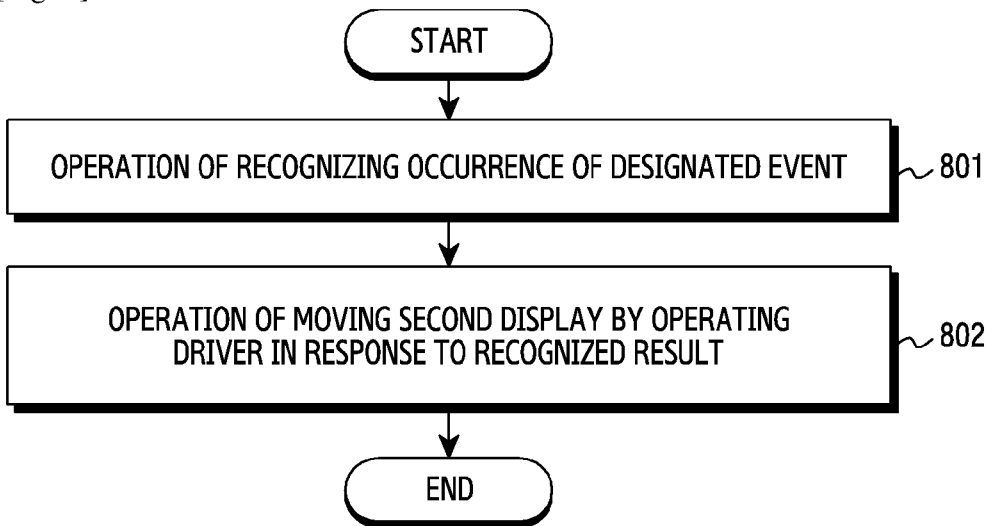 START
OPERATION OF RECOGNIZING OCCURRENCE OF DESIGNATED EVENT
801
OPERATION OF MOVING SECOND DISPLAY BY OPERATING
DRIVER IN RESPONSE TO RECOGNIZED RESULT
802
END